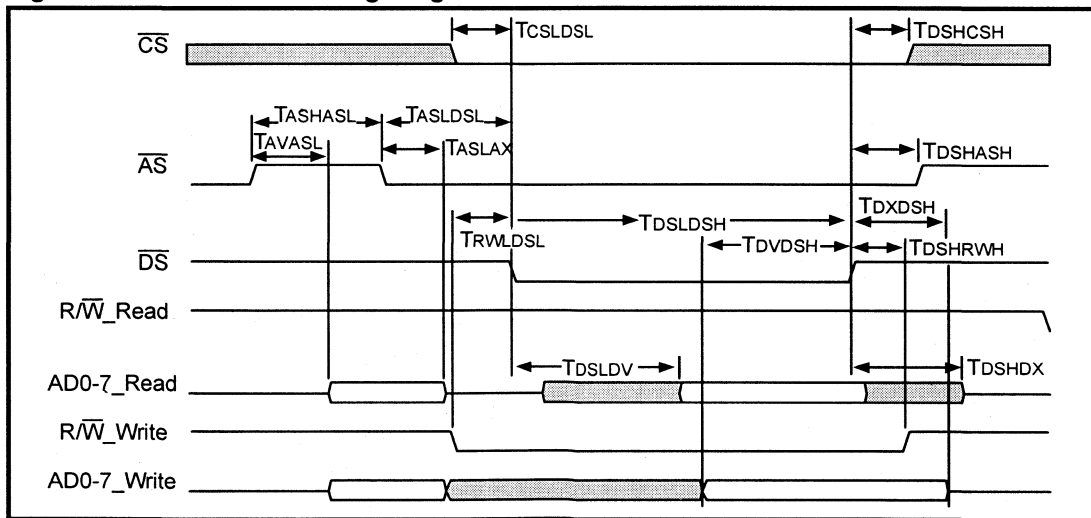 CS
TCSLDSL
TDSHCSH
TASHASL
TASLDSL
TAVASL
TASLAX
AS
TDSHASH
TDSLDSH
TDXDSH
TRWLDSL
TDVDSH
TDSHRWH
DS
R/W_Read
TDSLDV
TDSHDX
AD0-7_Read
R/W_Write
AD0-7_Write